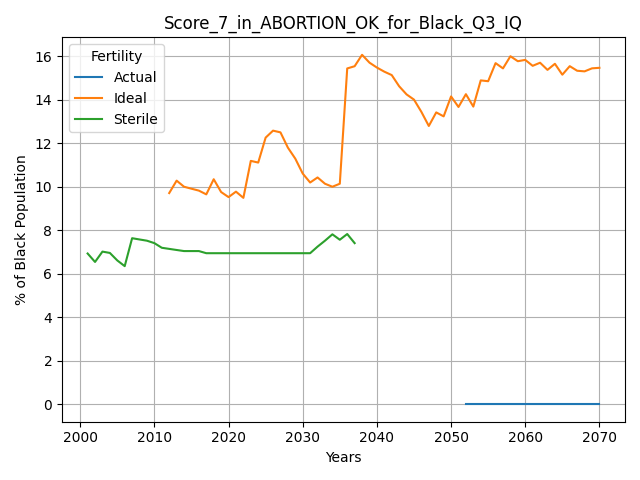 Score_7_in_ABORTION_OK_for_Black_Q3_IQ
Fertility
Actual
Ideal
Sterile
% of Black Population
16
14
12
10
8
6
4
2
0
2000 2010 2020 2030 2040 2050 2060 2070
Years